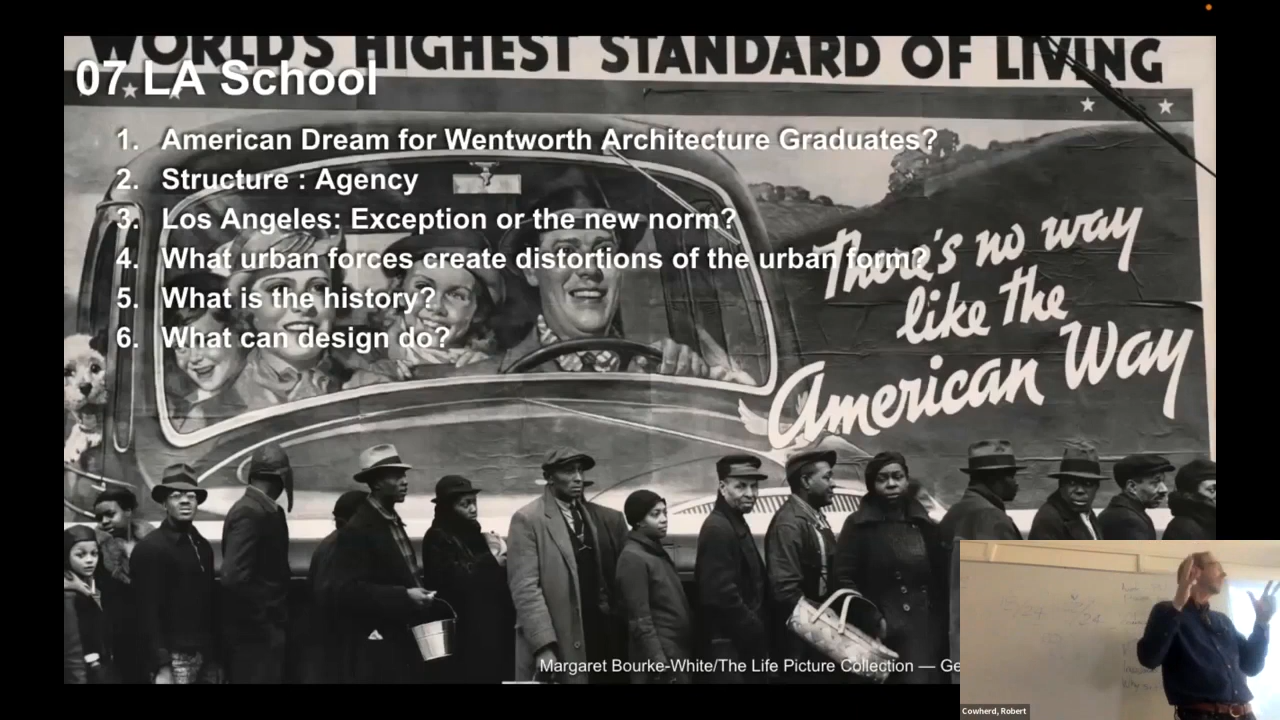 WORLD'S HIGHEST STANDARD OF LIVING
07 LA School
1. American Dream for Wentworth Architecture Graduates?
2. Structure : Agency
3. Los Angeles: Exception or the new norm?
4. What urban forces create distortions of the urban form?
5. What is the history?
6. What can design do?
There's no way
like the
American Way
Margaret Bourke-White/The Life Picture Collection — Ge
Cowherd, Robert